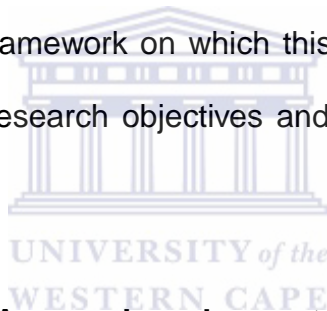 amework on which this
esearch objectives and
UNIVERSITY of the
WESTERN CAPE